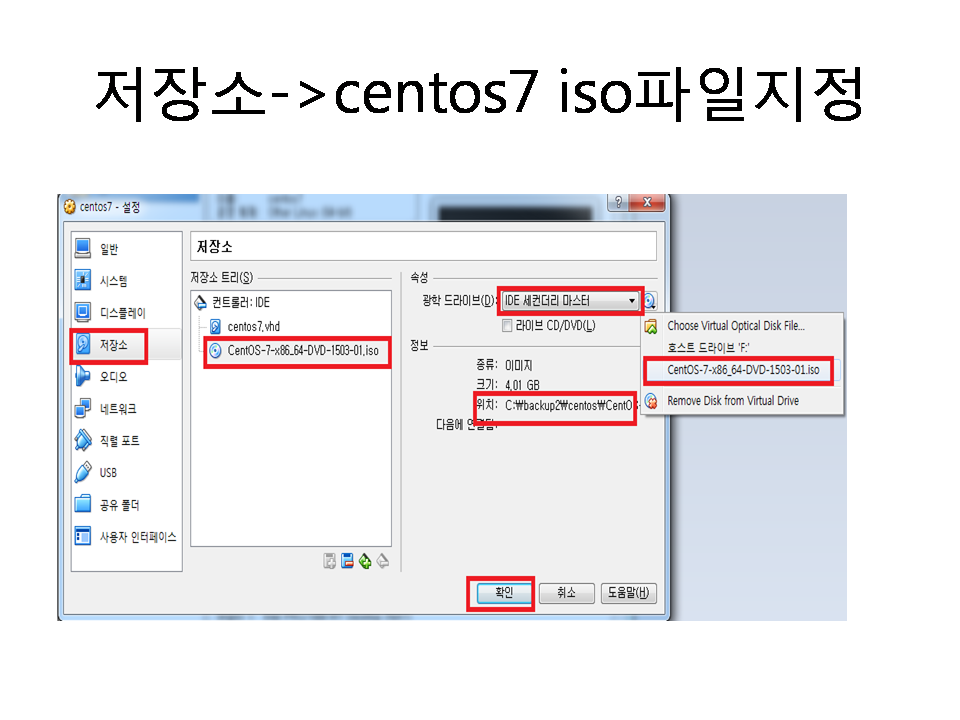 저장소->centos7 iso파일지정
centos7 - 설정
일반
시스템
디스플레이
저장소
오디오
네트워크
직렬 포트
USB
공유 폴더
사용자 인터페이스
저장소
저장소 트리(S)
컨트롤러: IDE
centos7.vhd
CentOS-7-x86_64-DVD-1503-01.iso
속성
광학 드라이브(D): IDE 세컨더리 마스터
라이브 CD/DVD(L)
정보
종류: 이미지
크기: 4.01 GB
위치: C:₩backup2₩centos₩CentOS-
다음에 연결됨:
Choose Virtual Optical Disk File...
호스트 드라이브 'F:'
CentOS-7-x86_64-DVD-1503-01.iso
Remove Disk from Virtual Drive
확인
취소
도움말(H)